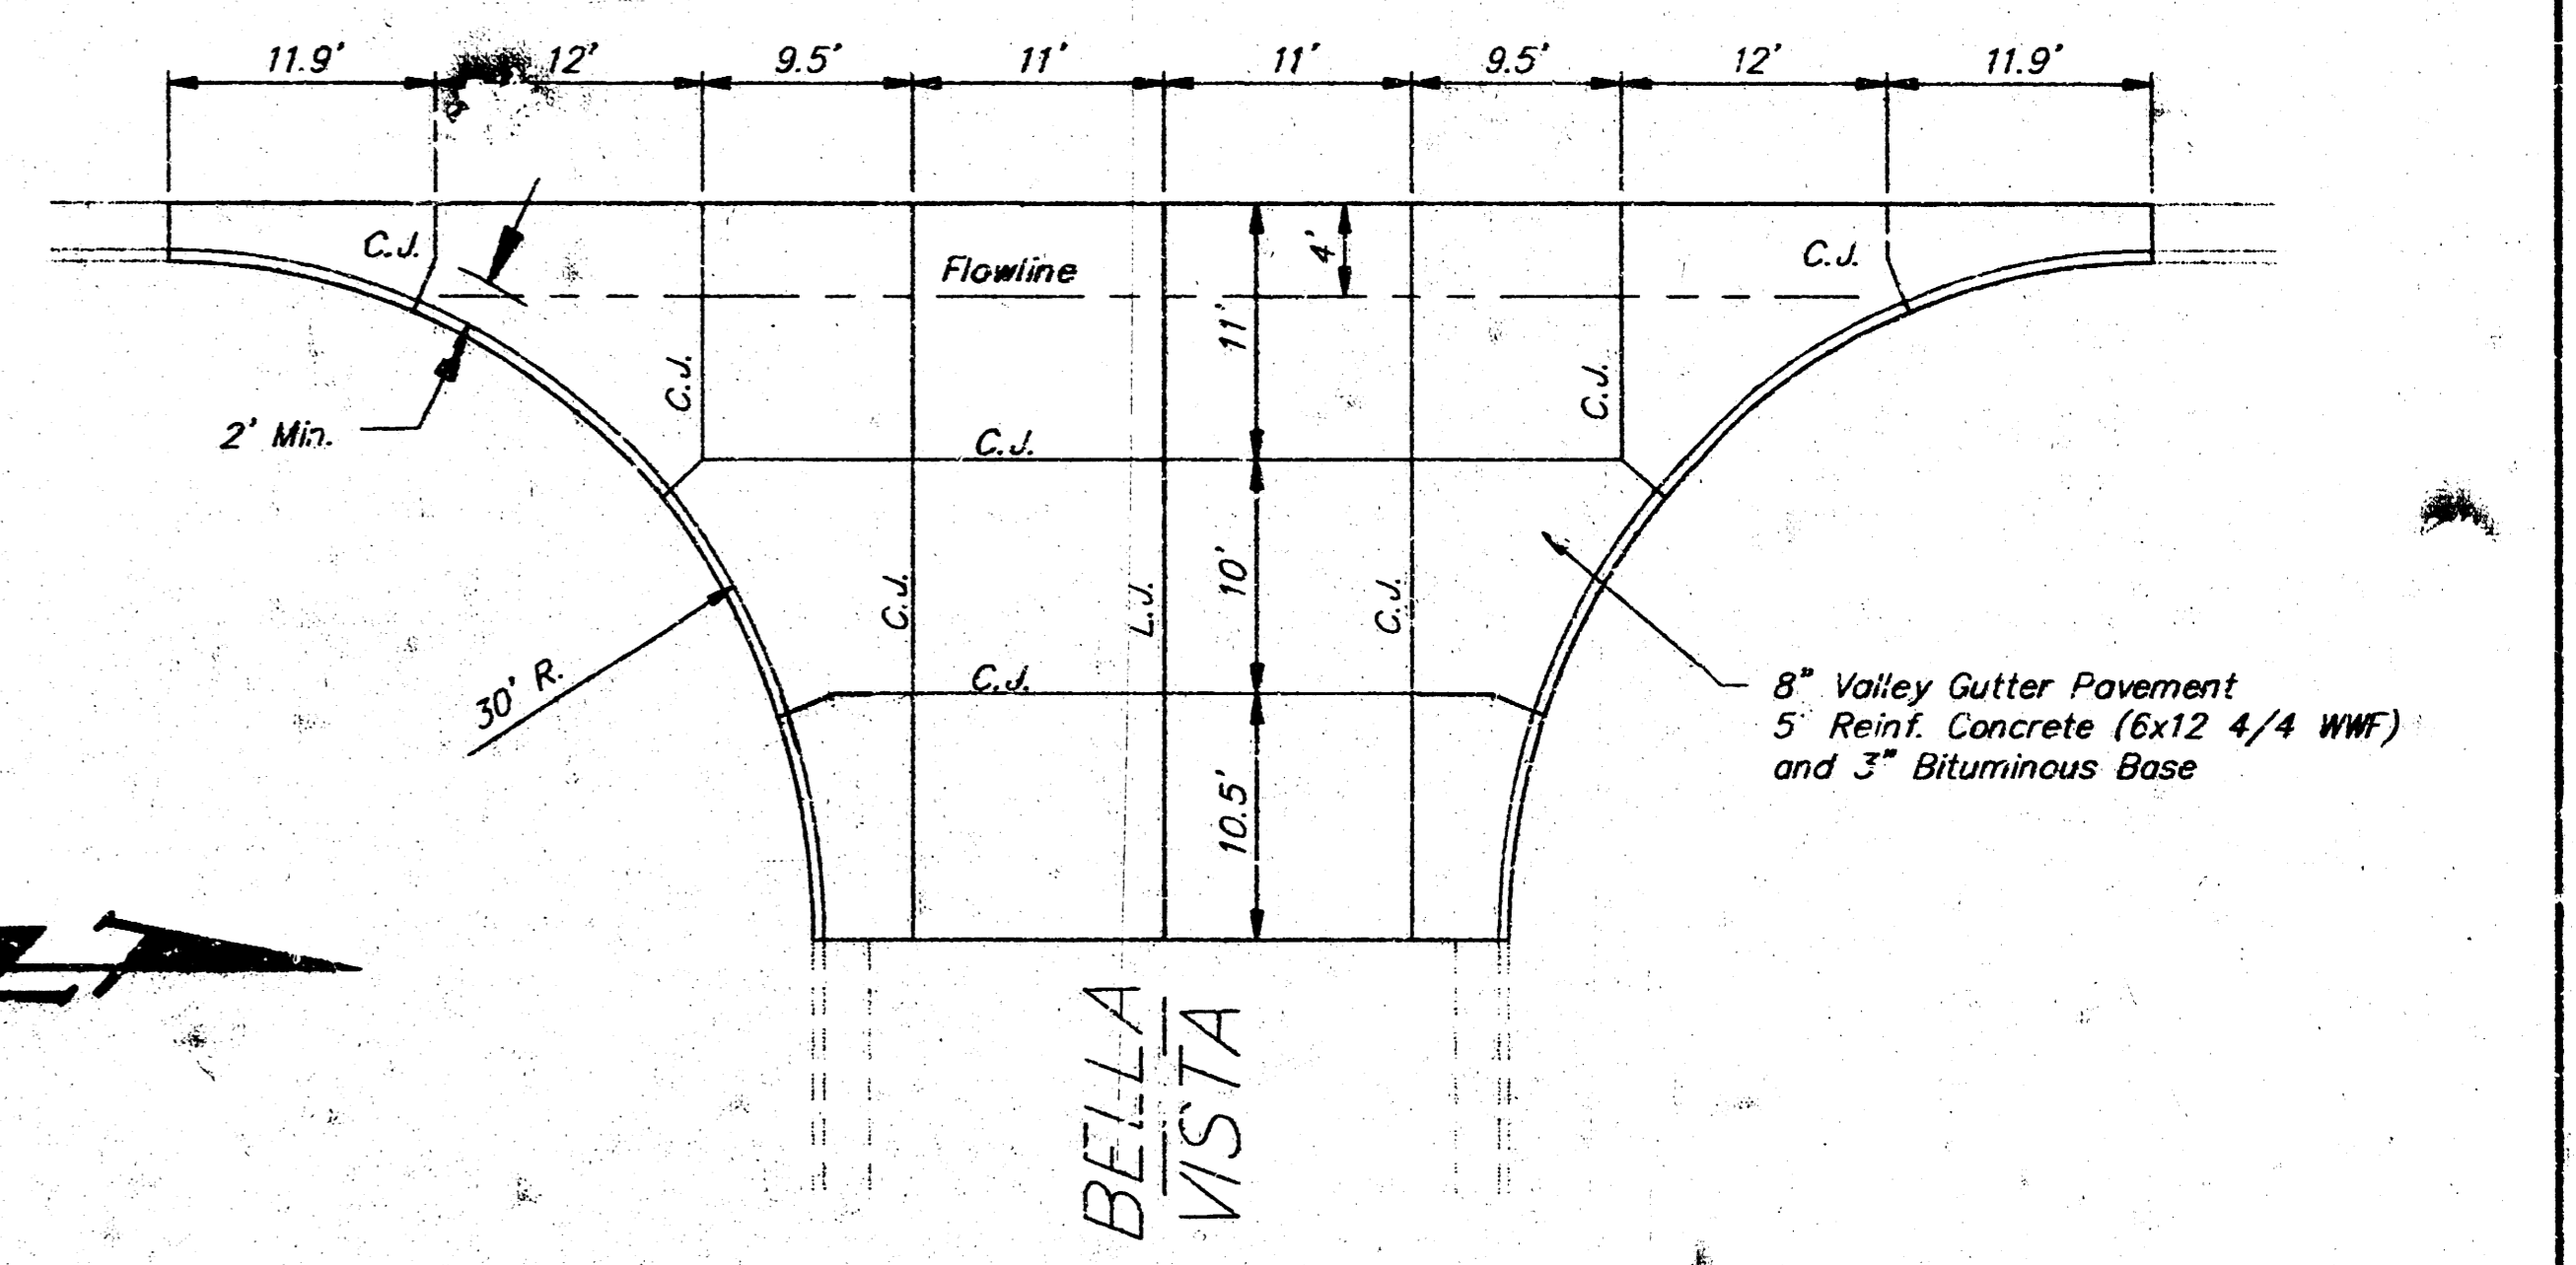 11.9' 12' 9.5' 11' 11' 9.5' 12' 11.9'
C.J.
Flowline
4'
C.J.
11'
C.J.
C.J.
2' Min.
C.J.
10'
C.J.
L.J.
C.J.
30' R.
C.J.
8" Valley Gutter Pavement
5' Reinf. Concrete (6x12 4/4 WWF)
and 3" Bituminous Base
10.5'
BELLA
VISTA